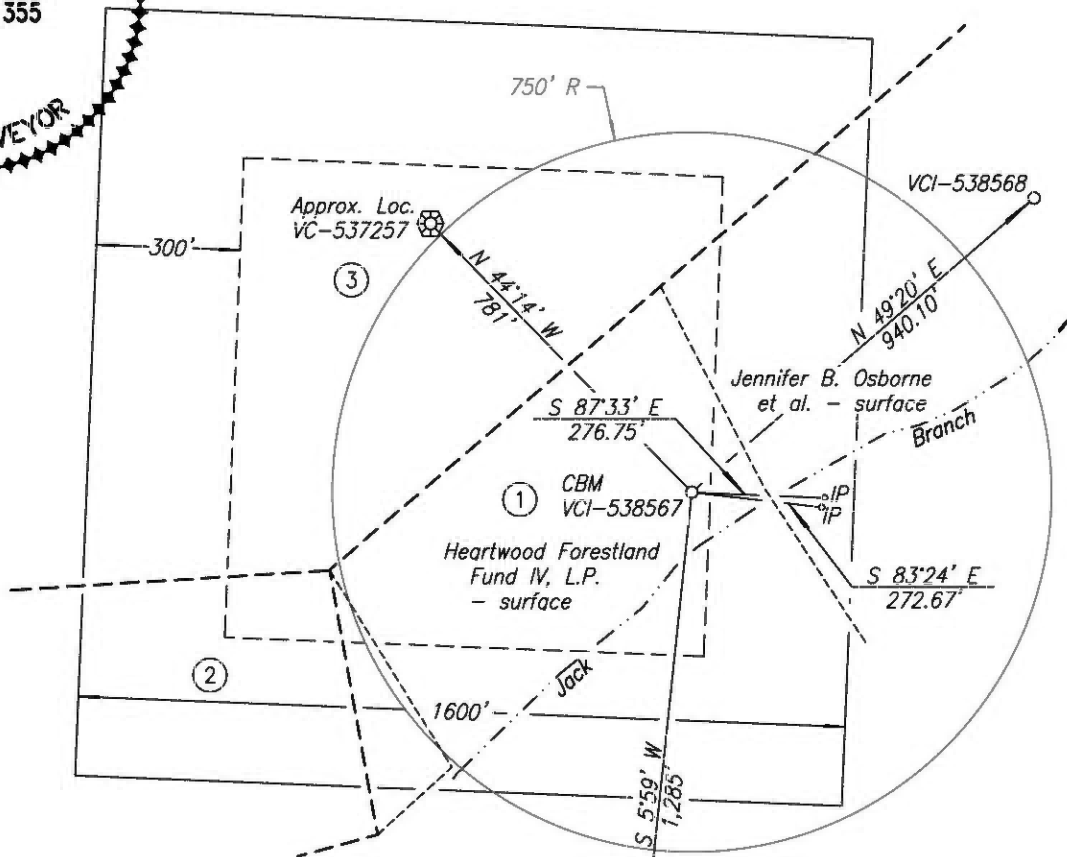 355
VEYOR
750' R
VCI-538568
Approx. Loc.
VC-537257
300'
3
N 44°14' W
781'
N 49°20' E
940.10'
Jennifer B. Osborne
et al. - surface
Branch
S 87°33' E
276.75'
1
CBM
VCI-538567
IP
IP
Heartwood Forestland
Fund IV, L.P.
- surface
S 83°24' E
272.67'
Jack
2
1600'
S 5°59' W
1,285'